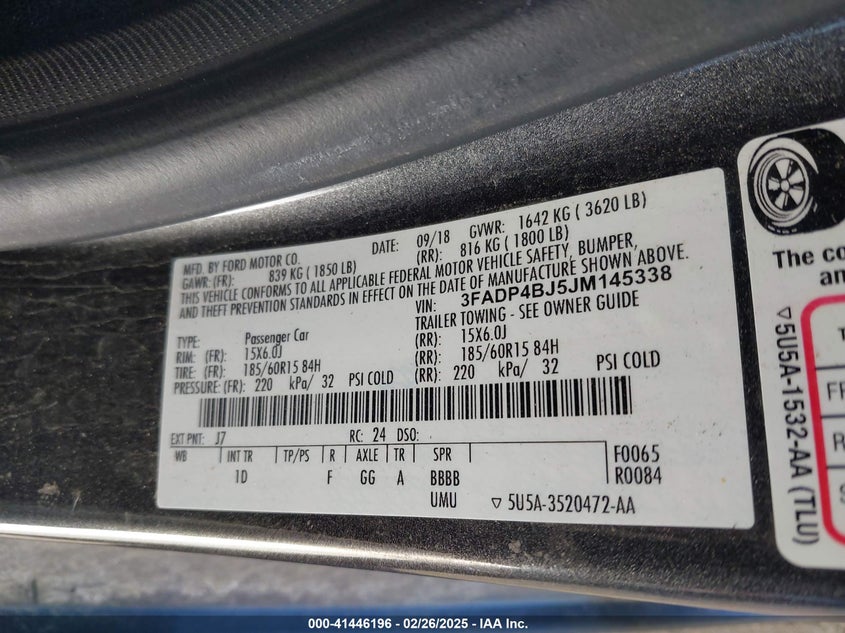 MFD. BY FORD MOTOR CO.
DATE: 09/18
GVWR: 1642 KG ( 3620 LB)
GAWR: (FR): 839 KG ( 1850 LB)
(RR): 816 KG ( 1800 LB)
THIS VEHICLE CONFORMS TO ALL APPLICABLE FEDERAL MOTOR VEHICLE SAFETY, BUMPER,
AND THEFT PREVENTION STANDARDS IN EFFECT ON THE DATE OF MANUFACTURE SHOWN ABOVE.
VIN: 3FADP4BJ5JM145338
TYPE: Passenger Car
TRAILER TOWING - SEE OWNER GUIDE
RIM: (FR): 15X6.0J (RR): 15X6.0J
TIRE: (FR): 185/60R15 84H (RR): 185/60R15 84H
PRESSURE: (FR): 220 kPa/ 32 PSI COLD (RR): 220 kPa/ 32 PSI COLD
EXT PNT: J7 RC: 24 DSO:
WB INT TR TP/PS R AXLE TR SPR F0065
1D F GG A BBBB R0084
UMU ▽ 5U5A-3520472-AA
▽5U5A-1532-AA (TLU)
The co
an
FR
R
S
000-41446196 - 02/26/2025 - IAA Inc.